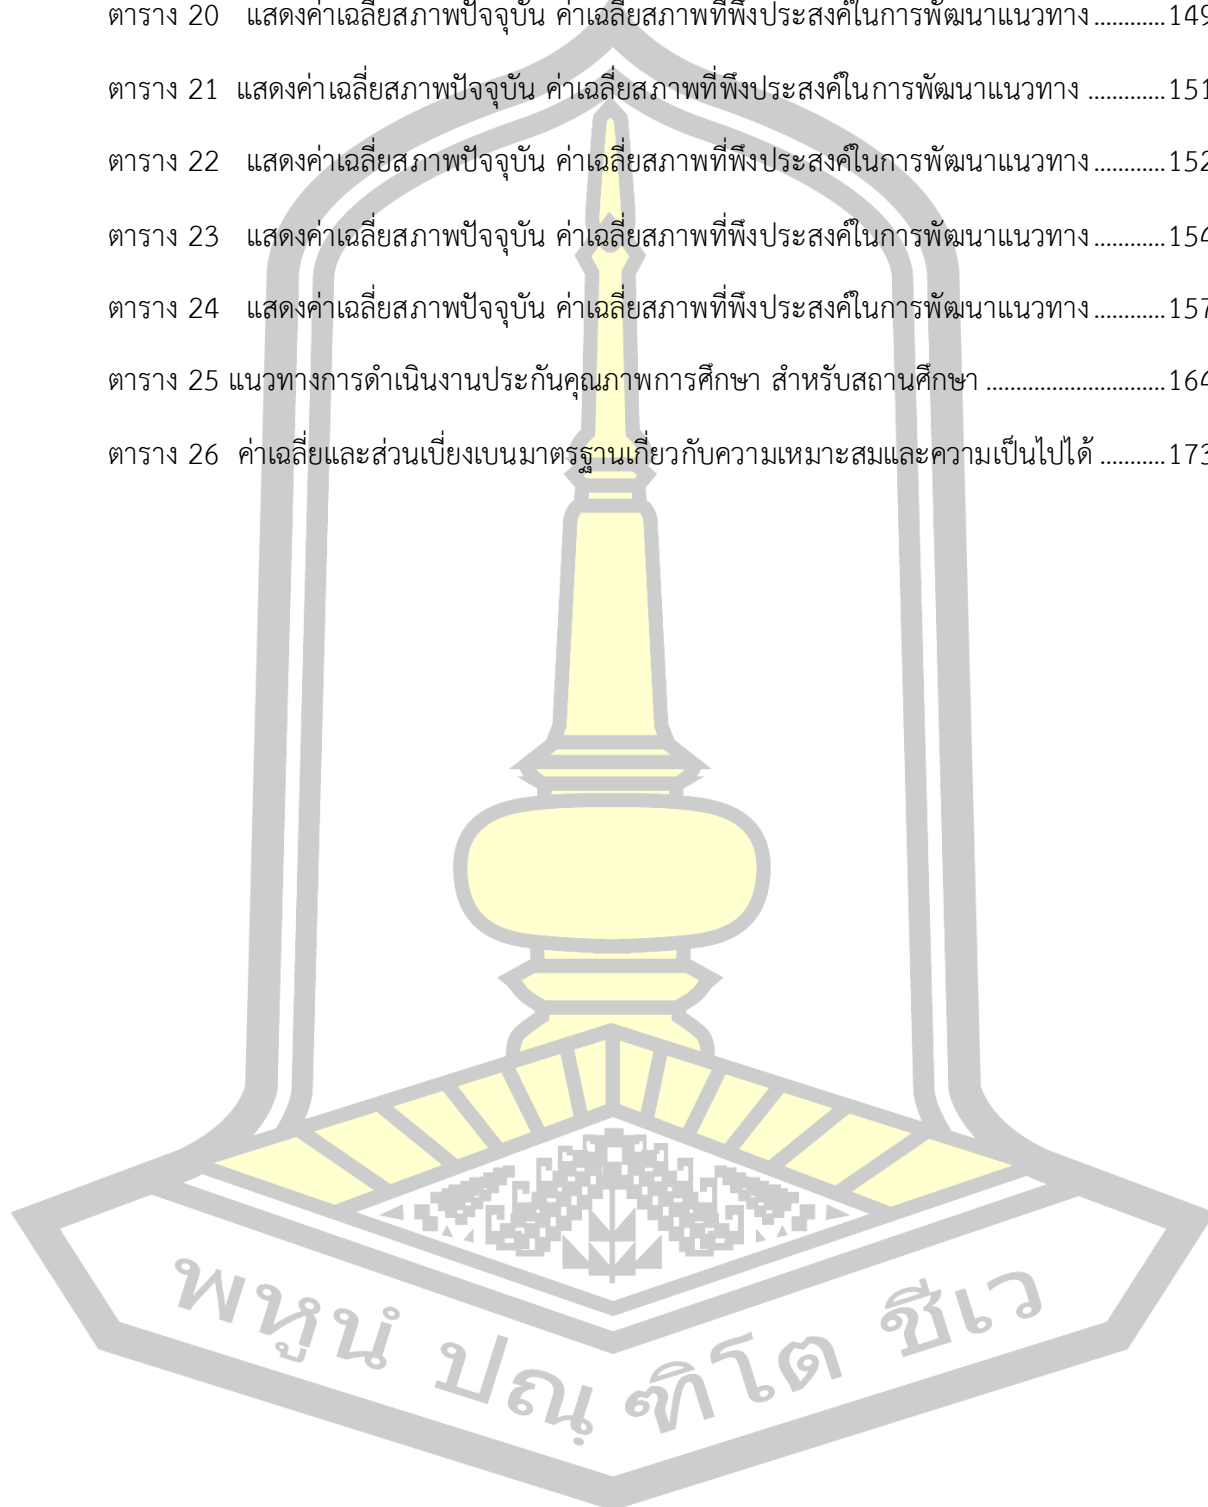 ตาราง 20 แสดงค่าเฉลี่ยสภาพปัจจุบัน ค่าเฉลี่ยสภาพที่พึงประสงค์ในการพัฒนาแนวทาง ............149
ตาราง 21 แสดงค่าเฉลี่ยสภาพปัจจุบัน ค่าเฉลี่ยสภาพที่พึงประสงค์ในการพัฒนาแนวทาง .............151
ตาราง 22 แสดงค่าเฉลี่ยสภาพปัจจุบัน ค่าเฉลี่ยสภาพที่พึงประสงค์ในการพัฒนาแนวทาง ............152
ตาราง 23 แสดงค่าเฉลี่ยสภาพปัจจุบัน ค่าเฉลี่ยสภาพที่พึงประสงค์ในการพัฒนาแนวทาง ............154
ตาราง 24 แสดงค่าเฉลี่ยสภาพปัจจุบัน ค่าเฉลี่ยสภาพที่พึงประสงค์ในการพัฒนาแนวทาง ............157
ตาราง 25 แนวทางการดำเนินงานประกันคุณภาพการศึกษา สำหรับสถานศึกษา ..............................164
ตาราง 26 ค่าเฉลี่ยและส่วนเบี่ยงเบนมาตรฐานเกี่ยวกับความเหมาะสมและความเป็นไปได้ ...........173
พหูนํ ปณฺ ฑิโต ชีเว